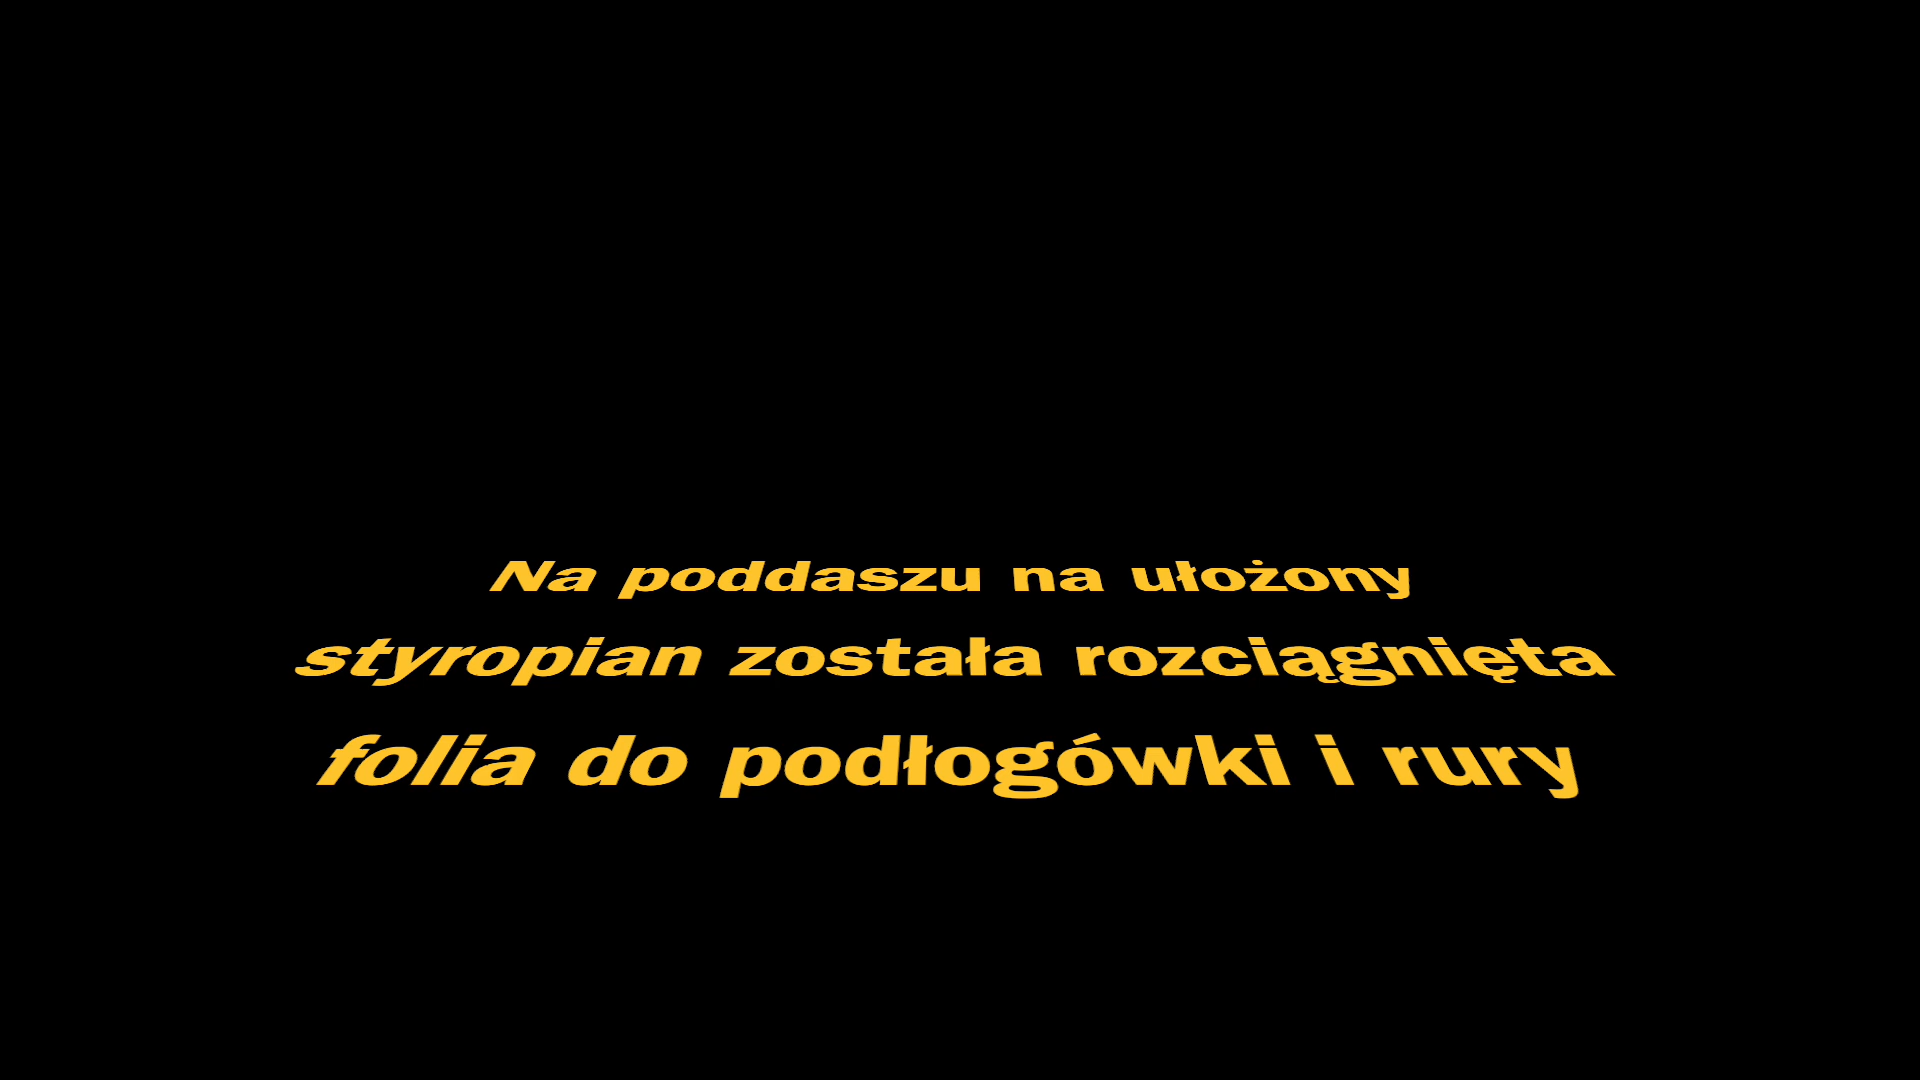 Na poddaszu na ułożony
styropian została rozciągnięta
folia do podłogówki i rury